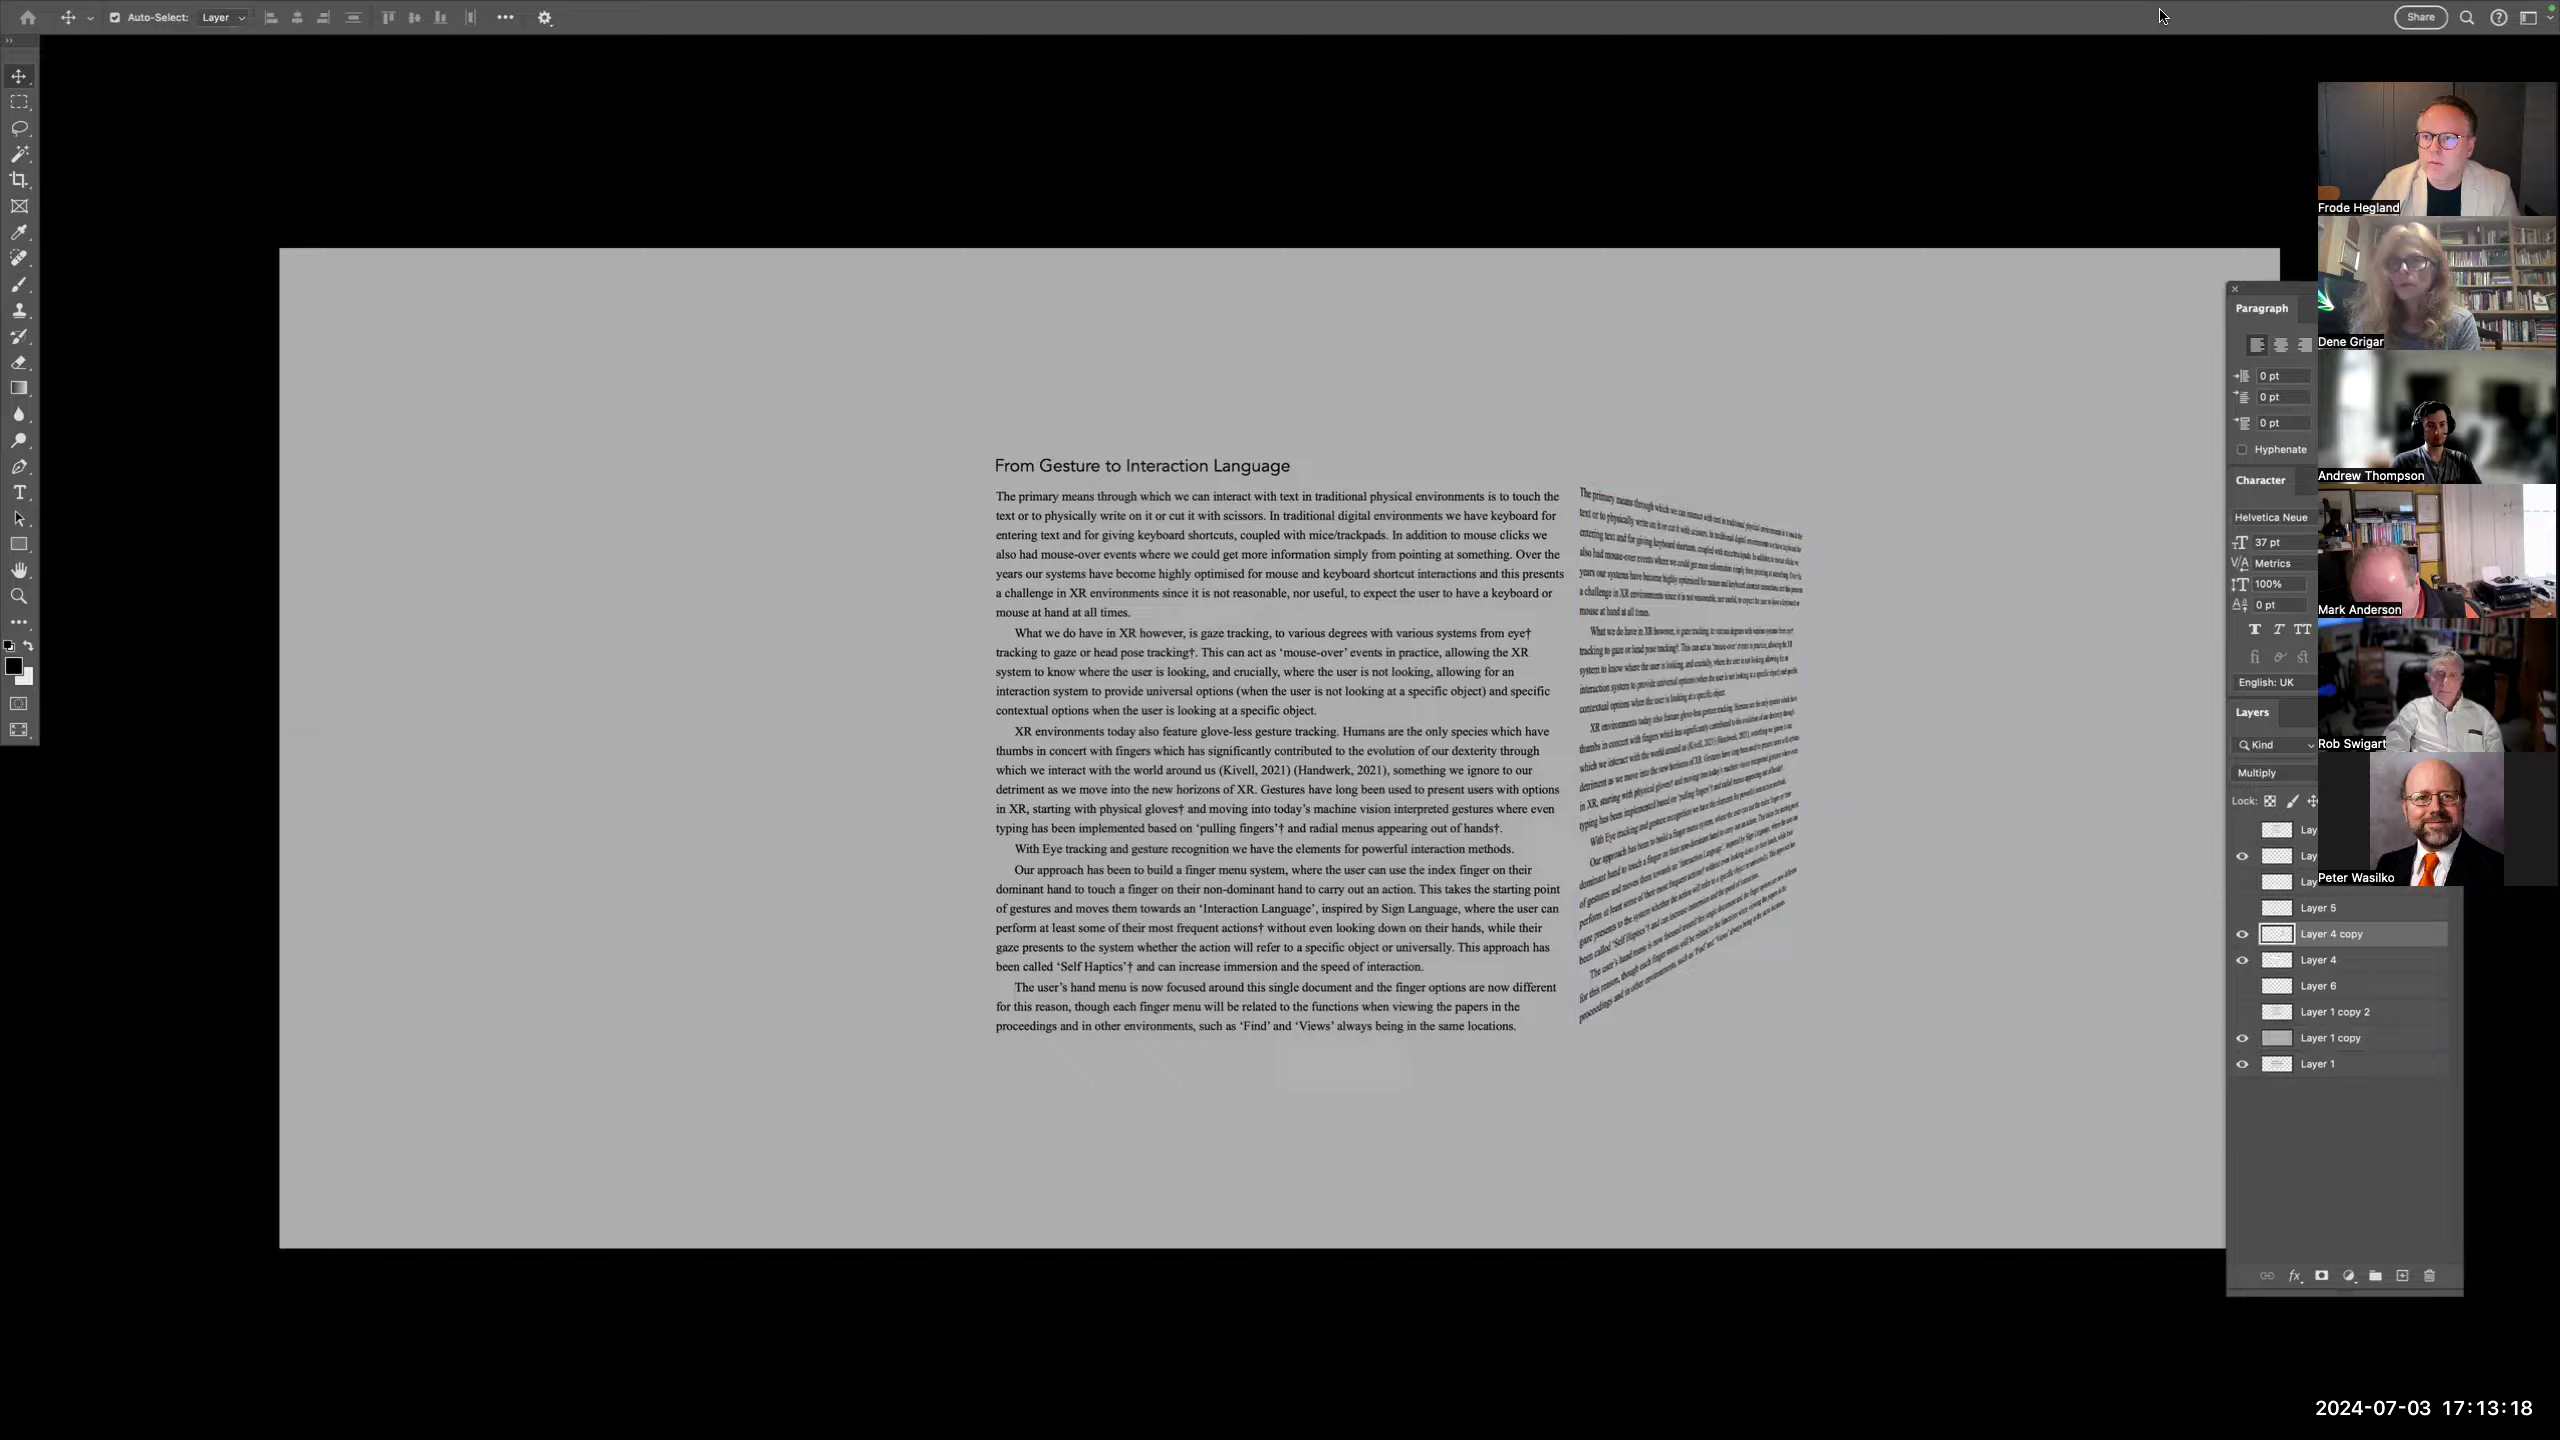 Auto-Select: Layer
Share
From Gesture to Interaction Language
The primary means through which we can interact with text in traditional physical environments is to touch the
text or to physically write on it or cut it with scissors. In traditional digital environments we have keyboard for
entering text and for giving keyboard shortcuts, coupled with mice/trackpads. In addition to mouse clicks we
also had mouse-over events where we could get more information simply from pointing at something. Over the
years our systems have become highly optimised for mouse and keyboard shortcut interactions and this presents
a challenge in XR environments since it is not reasonable, nor useful, to expect the user to have a keyboard or
mouse at hand at all times.
What we do have in XR however, is gaze tracking, to various degrees with various systems from eye†
tracking to gaze or head pose tracking†. This can act as ‘mouse-over’ events in practice, allowing the XR
system to know where the user is looking, and crucially, where the user is not looking, allowing for an
interaction system to provide universal options (when the user is not looking at a specific object) and specific
contextual options when the user is looking at a specific object.
XR environments today also feature glove-less gesture tracking. Humans are the only species which have
thumbs in concert with fingers which has significantly contributed to the evolution of our dexterity through
which we interact with the world around us (Kivell, 2021) (Handwerk, 2021), something we ignore to our
detriment as we move into the new horizons of XR. Gestures have long been used to present users with options
in XR, starting with physical gloves† and moving into today’s machine vision interpreted gestures where even
typing has been implemented based on ‘pulling fingers’† and radial menus appearing out of hands†.
With Eye tracking and gesture recognition we have the elements for powerful interaction methods.
Our approach has been to build a finger menu system, where the user can use the index finger on their
dominant hand to touch a finger on their non-dominant hand to carry out an action. This takes the starting point
of gestures and moves them towards an ‘Interaction Language’, inspired by Sign Language, where the user can
perform at least some of their most frequent actions† without even looking down on their hands, while their
gaze presents to the system whether the action will refer to a specific object or universally. This approach has
been called ‘Self Haptics’† and can increase immersion and the speed of interaction.
The user’s hand menu is now focused around this single document and the finger options are now different
for this reason, though each finger menu will be related to the functions when viewing the papers in the
proceedings and in other environments, such as ‘Find’ and ‘Views’ always being in the same locations.
Paragraph
0 pt
0 pt
0 pt
Hyphenate
Character
Helvetica Neue
37 pt
Metrics
100%
0 pt
English: UK
Layers
Kind
Multiply
Lock:
Lay
Lay
Lay
Layer 5
Layer 4 copy
Layer 4
Layer 6
Layer 1 copy 2
Layer 1 copy
Layer 1
fx
Frode Hegland
Dene Grigar
Andrew Thompson
Mark Anderson
Rob Swigart
Peter Wasilko
2024-07-03 17:13:18